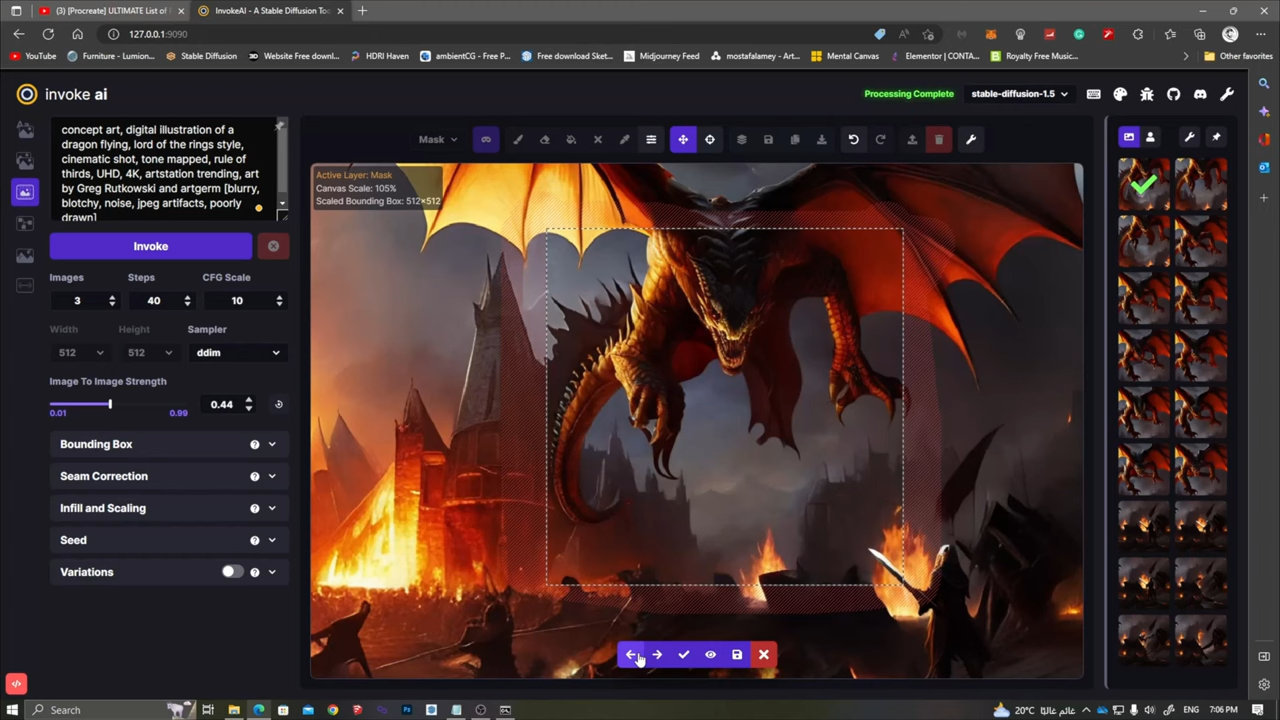 (3) [Procreate] ULTIMATE List of
InvokeAI - A Stable Diffusion Too
127.0.0.1:9090
YouTube
Furniture - Lumion...
Stable Diffusion
Website Free downl...
HDRI Haven
ambientCG - Free P...
Free download Sket...
Midjourney Feed
mostafalamey - Art...
Mental Canvas
Elementor | CONTA...
Royalty Free Music...
Other favorites
invoke ai
Processing Complete
stable-diffusion-1.5
concept art, digital illustration of a
dragon flying, lord of the rings style,
cinematic shot, tone mapped, rule of
thirds, UHD, 4K, artstation trending, art
by Greg Rutkowski and artgerm [blurry,
blotchy, noise, jpeg artifacts, poorly
drawn]
Invoke
Images
Steps
CFG Scale
3
40
10
Width
Height
Sampler
512
512
ddim
Image To Image Strength
0.44
0.01
0.99
Bounding Box
Seam Correction
Infill and Scaling
Seed
Variations
Mask
Active Layer: Mask
Canvas Scale: 105%
Scaled Bounding Box: 512×512
Search
20°C
غائم غالبًا
ENG
7:06 PM